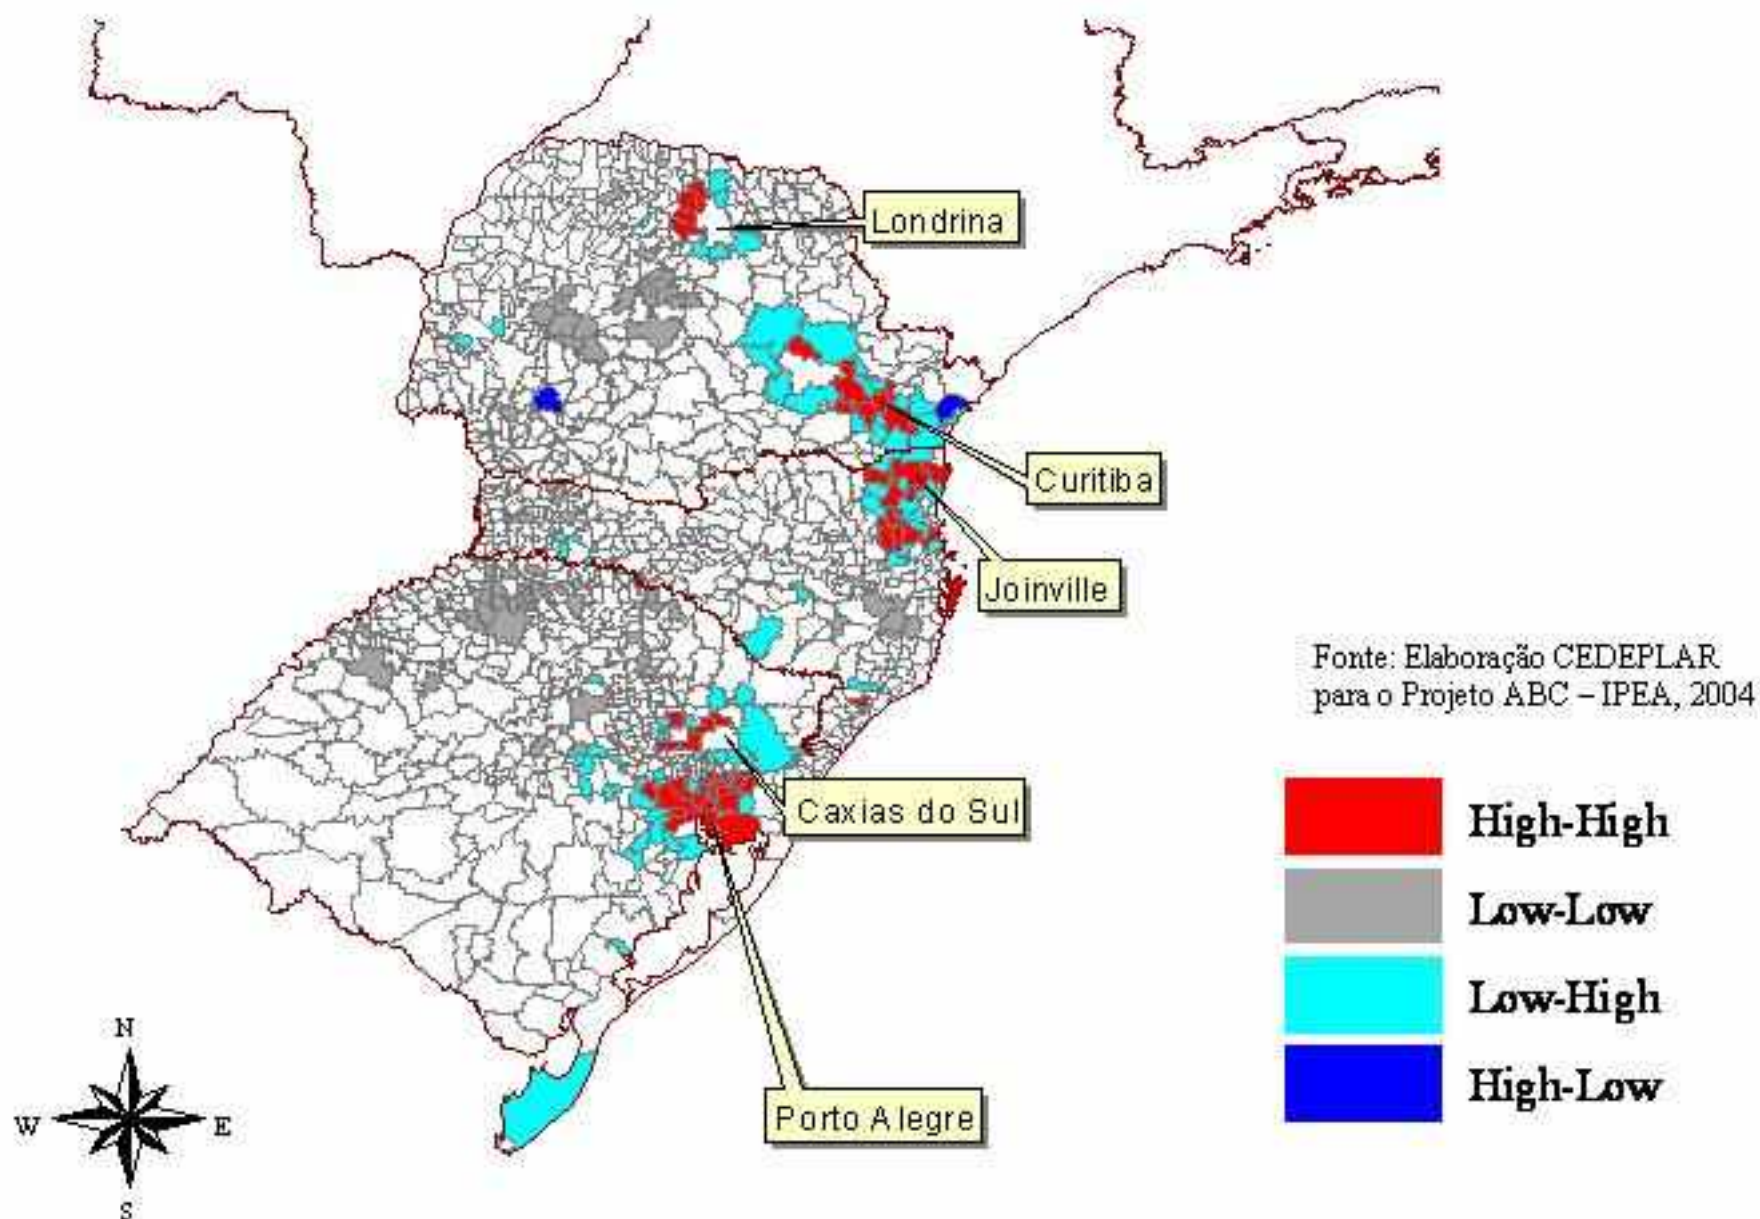 Londrina
Curitiba
Joinville
Fonte: Elaboração CEDEPLAR
para o Projeto ABC – IPEA, 2004
Caxias do Sul
High-High
Low-Low
Low-High
High-Low
Porto Alegre
N
W
E
S